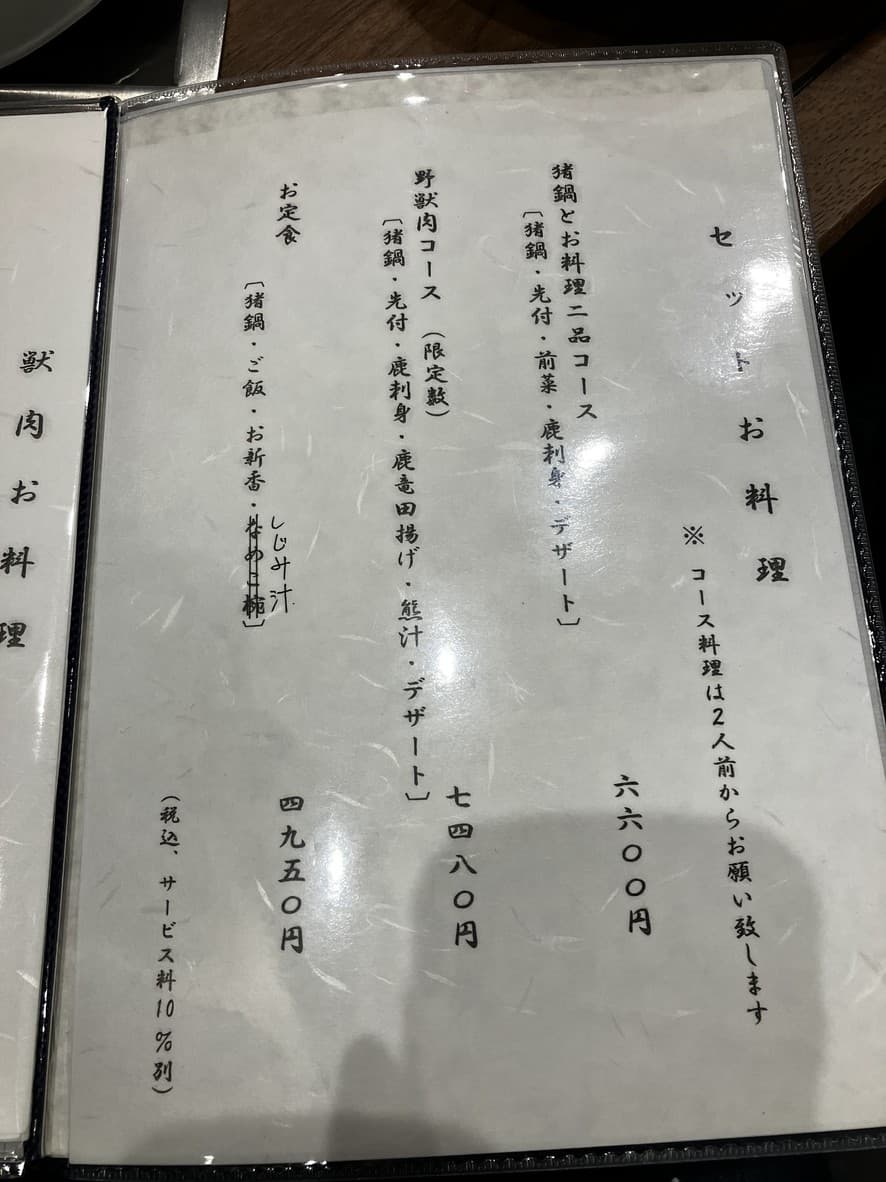 セットお料理
※ コース料理は2人前からお願い致します
猪鍋とお料理二品コース
〔猪鍋・先付・前菜・鹿刺身・デザート〕
六六〇〇円
野獣肉コース （限定数）
〔猪鍋・先付・鹿刺身・鹿竜田揚げ・熊汁・デザート〕
七四八〇円
お定食
しじみ汁
〔猪鍋・ご飯・お新香・なめこ椀〕
四九五〇円
（税込、サービス料10%別）
獣肉お料理